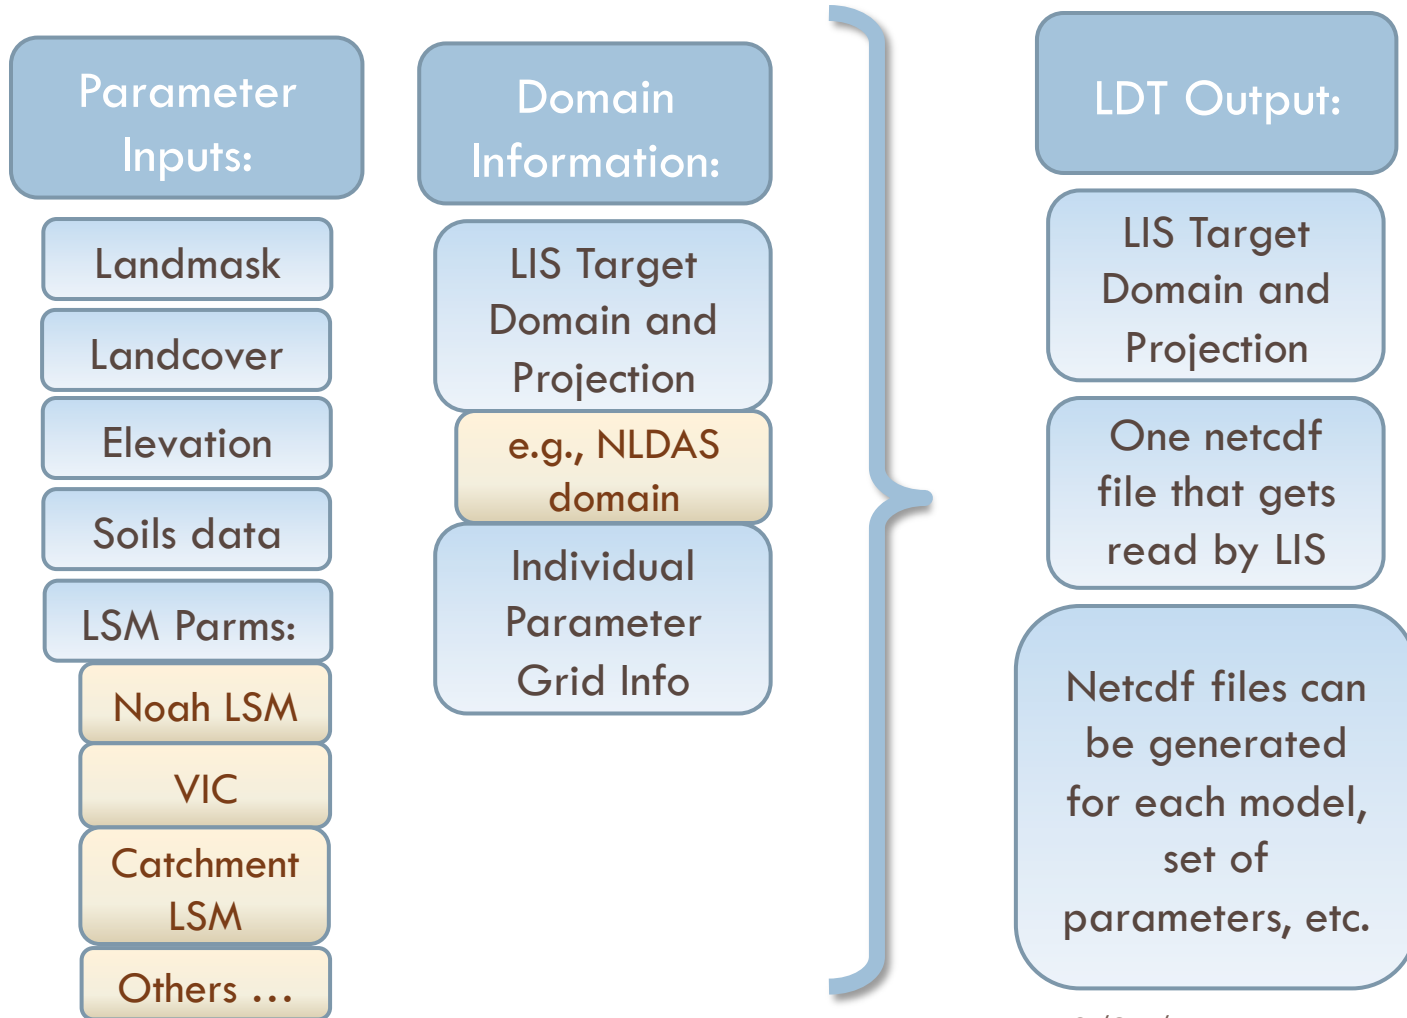 Parameter
Inputs:
Landmask
Landcover
Elevation
Soils data
LSM Parms:
Noah LSM
VIC
Catchment
LSM
Others ...
Domain
Information:
LIS Target
Domain and
Projection
e.g., NLDAS
domain
Individual
Parameter
Grid Info
LDT Output:
LIS Target
Domain and
Projection
One netcdf
file that gets
read by LIS
Netcdf files can
be generated
for each model,
set of
parameters, etc.